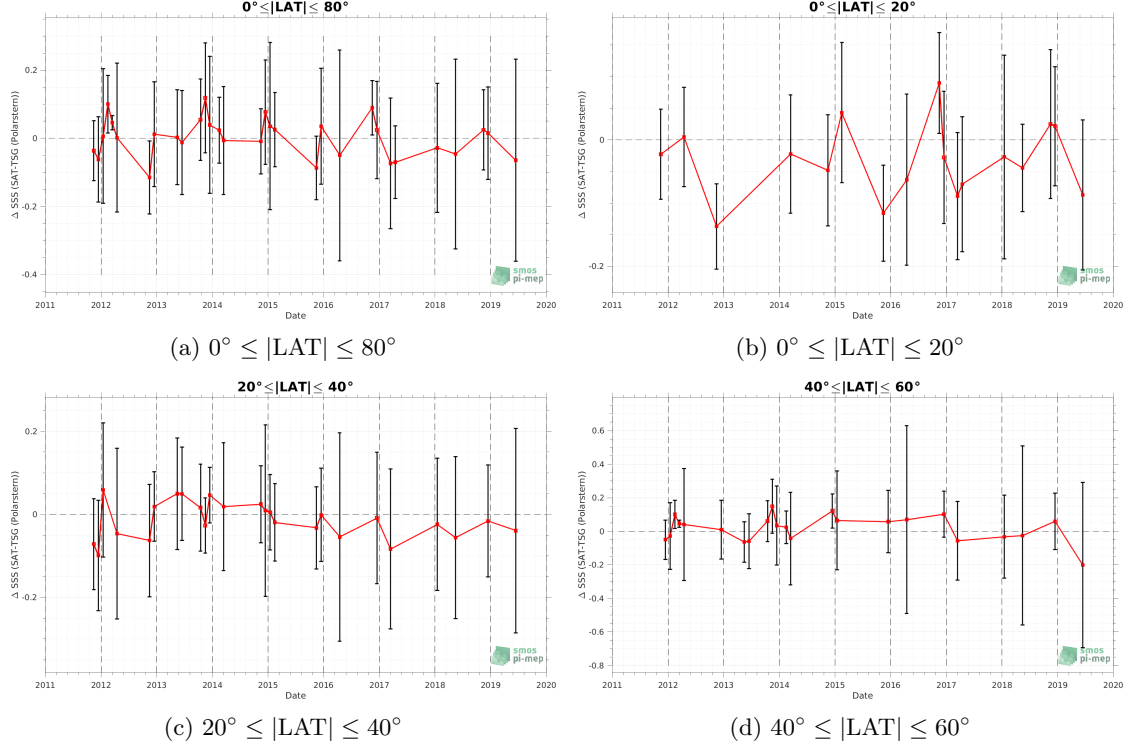 0°≤|LAT|≤ 80°
Δ SSS (SAT-TSG (Polarstern))
0.2
0
-0.2
-0.4
2011 2012 2013 2014 2015 2016 2017 2018 2019 2020
Date
smos
pi-mep
(a) 0° ≤ |LAT| ≤ 80°
0°≤|LAT|≤ 20°
Δ SSS (SAT-TSG (Polarstern))
0
-0.2
2011 2012 2013 2014 2015 2016 2017 2018 2019 2020
Date
smos
pi-mep
(b) 0° ≤ |LAT| ≤ 20°
20°≤|LAT|≤ 40°
Δ SSS (SAT-TSG (Polarstern))
0.2
0
-0.2
2011 2012 2013 2014 2015 2016 2017 2018 2019 2020
Date
smos
pi-mep
(c) 20° ≤ |LAT| ≤ 40°
40°≤|LAT|≤ 60°
Δ SSS (SAT-TSG (Polarstern))
0.6
0.4
0.2
0
-0.2
-0.4
-0.6
-0.8
2011 2012 2013 2014 2015 2016 2017 2018 2019 2020
Date
smos
pi-mep
(d) 40° ≤ |LAT| ≤ 60°